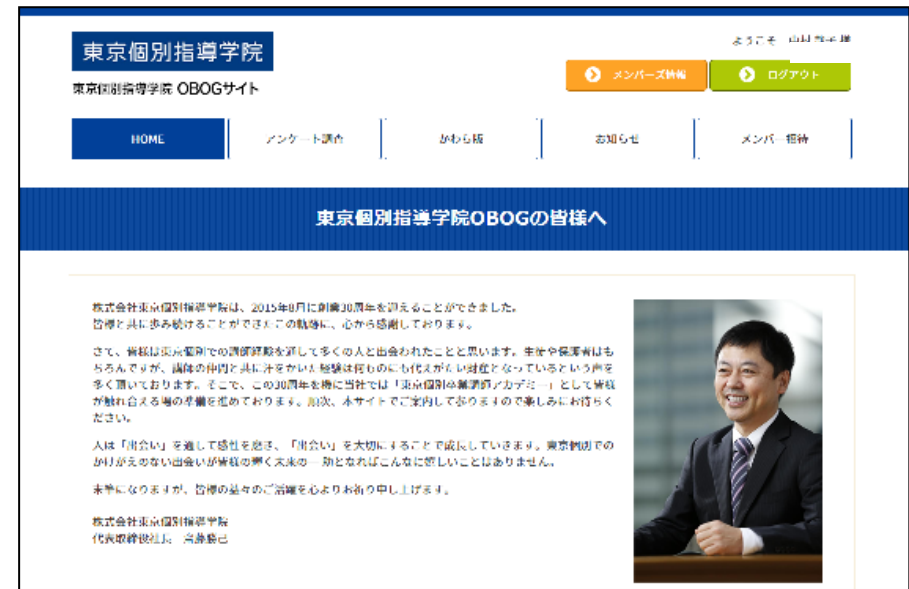 東京個別指導学院
東京個別指導学院 OBOGサイト
ようこそ 様
メンバーズ情報
ログアウト
HOME
アンケート調査
かわら版
お知らせ
メンバー招待
東京個別指導学院OBOGの皆様へ
株式会社東京個別指導学院は、2015年8月に創業30周年を迎えることができました。
皆様と共に歩み続けることができたこの軌跡に、心から感謝しております。
さて、皆様は東京個別での講師経験を通して多くの人と出会われたことと思います。生徒や保護者はも
ちろんですが、講師の仲間と共に汗をかいた経験は何ものにも代えがたい財産となっているという声を
多く頂いております。そこで、この30周年を機に当社では「東京個別卒業講師アカデミー」として皆様
が触れ合える場の準備を進めております。順次、本サイトでご案内して参りますので楽しみにお待ちく
ださい。
人は「出会い」を通して感性を磨き、「出会い」を大切にすることで成長していきます。東京個別での
かけがえのない出会いが皆様の輝く未来の一助となればこんなに嬉しいことはありません。
末筆になりますが、皆様の益々のご活躍を心よりお祈り申し上げます。
株式会社東京個別指導学院
代表取締役社長 齋藤勝己